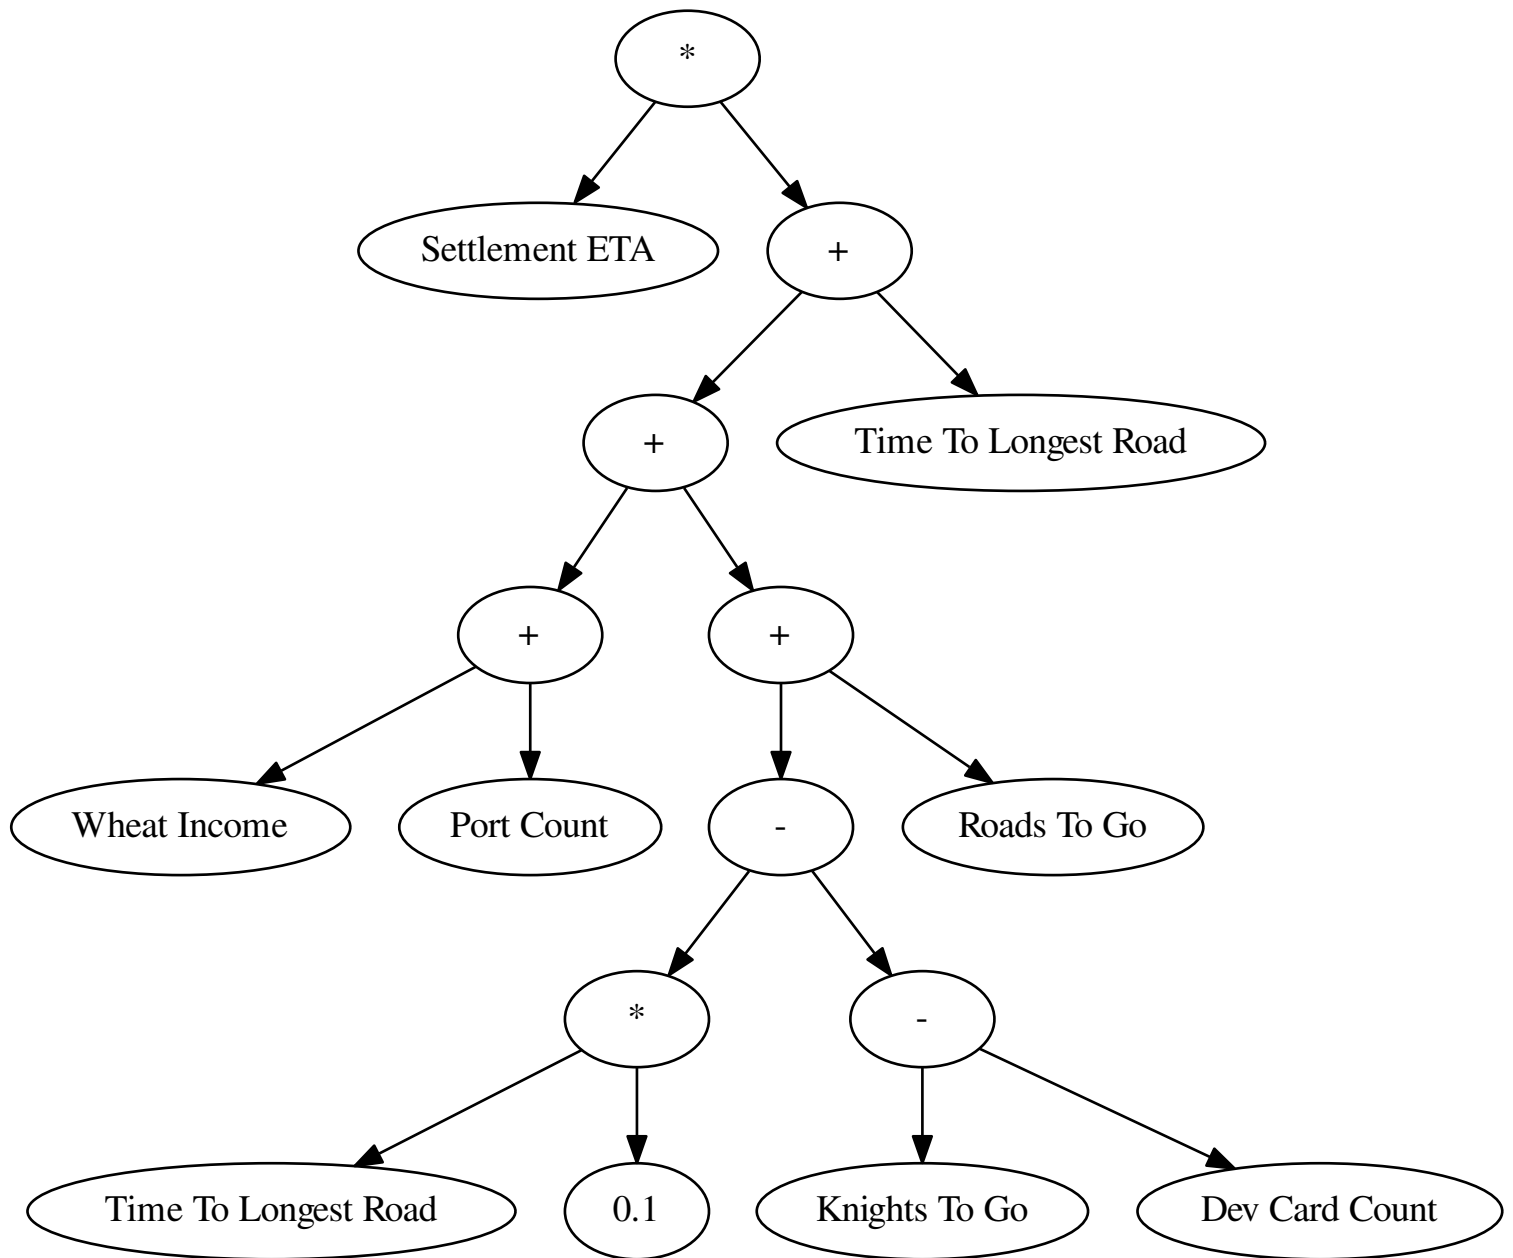 *
Settlement ETA
+
+
Time To Longest Road
+
+
Wheat Income
Port Count
-
Roads To Go
*
-
Time To Longest Road
0.1
Knights To Go
Dev Card Count